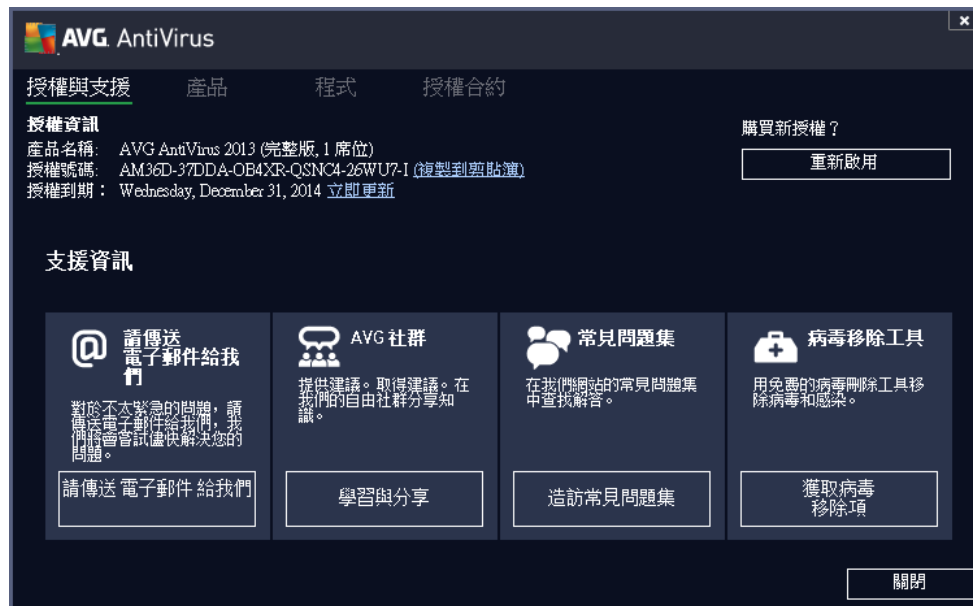 AVG AntiVirus
授權與支援 產品 程式 授權合約
授權資訊
產品名稱: AVG AntiVirus 2013 (完整版, 1 席位)
授權號碼: AM36D-37DDA-OB4XR-QSNC4-26WU7-I (複製到剪貼簿)
授權到期： Wednesday, December 31, 2014 立即更新
購買新授權？
重新啟用
支援資訊
請傳送
電子郵件給我
們
對於不太緊急的問題，請
傳送電子郵件給我們，我
們將會嘗試儘快解決您的
問題。
請傳送 電子郵件 給我們
AVG 社群
提供建議。取得建議。在
我們的自由社群分享知
識。
學習與分享
常見問題集
在我們網站的常見問題集
中查找解答。
造訪常見問題集
病毒移除工具
用免費的病毒刪除工具移
除病毒和感染。
獲取病毒
移除項
關閉